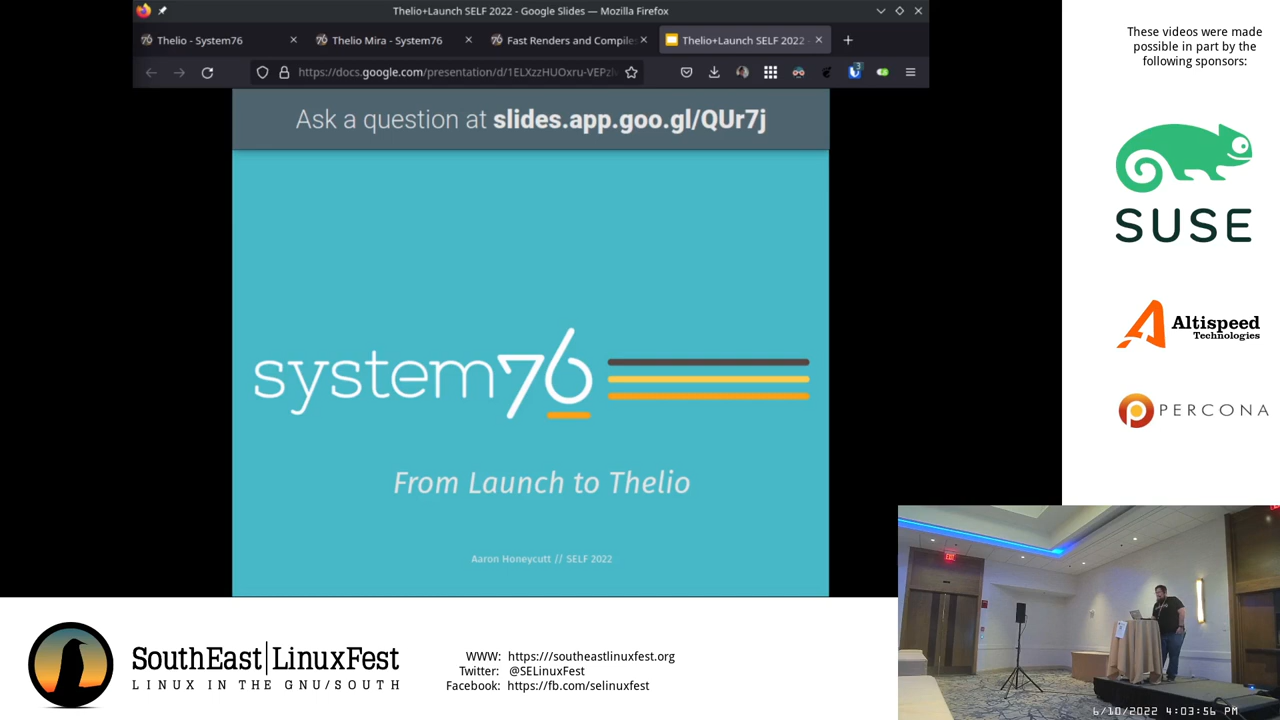 Thelio+Launch SELF 2022 - Google Slides — Mozilla Firefox
Thelio - System76
Thelio Mira - System76
Fast Renders and Compiles
Thelio+Launch SELF 2022 -
https://docs.google.com/presentation/d/1ELXzzHUOxru-VEPzl
3
Ask a question at slides.app.goo.gl/QUr7j
system76
From Launch to Thelio
Aaron Honeycutt // SELF 2022
These videos were made
possible in part by the
following sponsors:
SUSE
Altispeed
Technologies
PERCONA
EXIT
6/10/2022 4:03:56 PM
SouthEast|LinuxFest
LINUX IN THE GNU/SOUTH
WWW: https:///southeastlinuxfest.org
Twitter: @SELinuxFest
Facebook: https://fb.com/selinuxfest